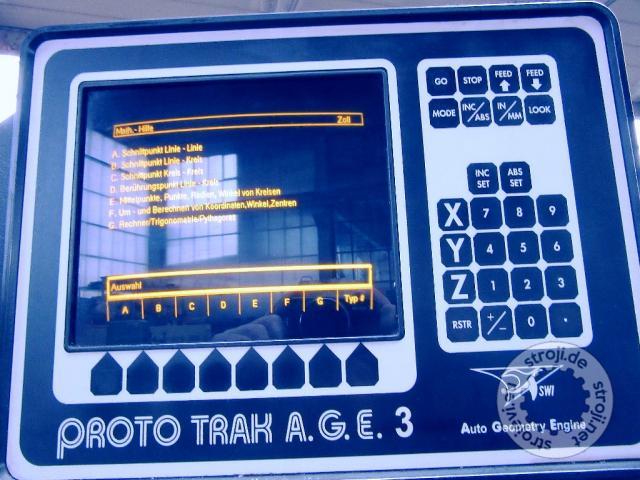 Math.- Hilfe Zoll
A. Schnittpunkt Linie - Linie
B. Schnittpunkt Linie - Kreis
C. Schnittpunkt Kreis - Kreis
D. Berührungspunkt Linie - Kreis
E. Mittelpunkte, Punkte, Radien, Winkel von Kreisen
F. Um - und Berechnen von Koordinaten,Winkel,Zentren
G. Rechner/Trigonometrie/Pythagoras
Auswahl
A B C D E F G Typ #
GO STOP FEED FEED
MODE INC/ABS IN/MM LOOK
INC SET ABS SET
X 7 8 9
Y 4 5 6
Z 1 2 3
RSTR +/- 0 .
SWI
PROTO TRAK A.G.E. 3
Auto Geometry Engine
stroji.de
stroji.net
stroivi.net